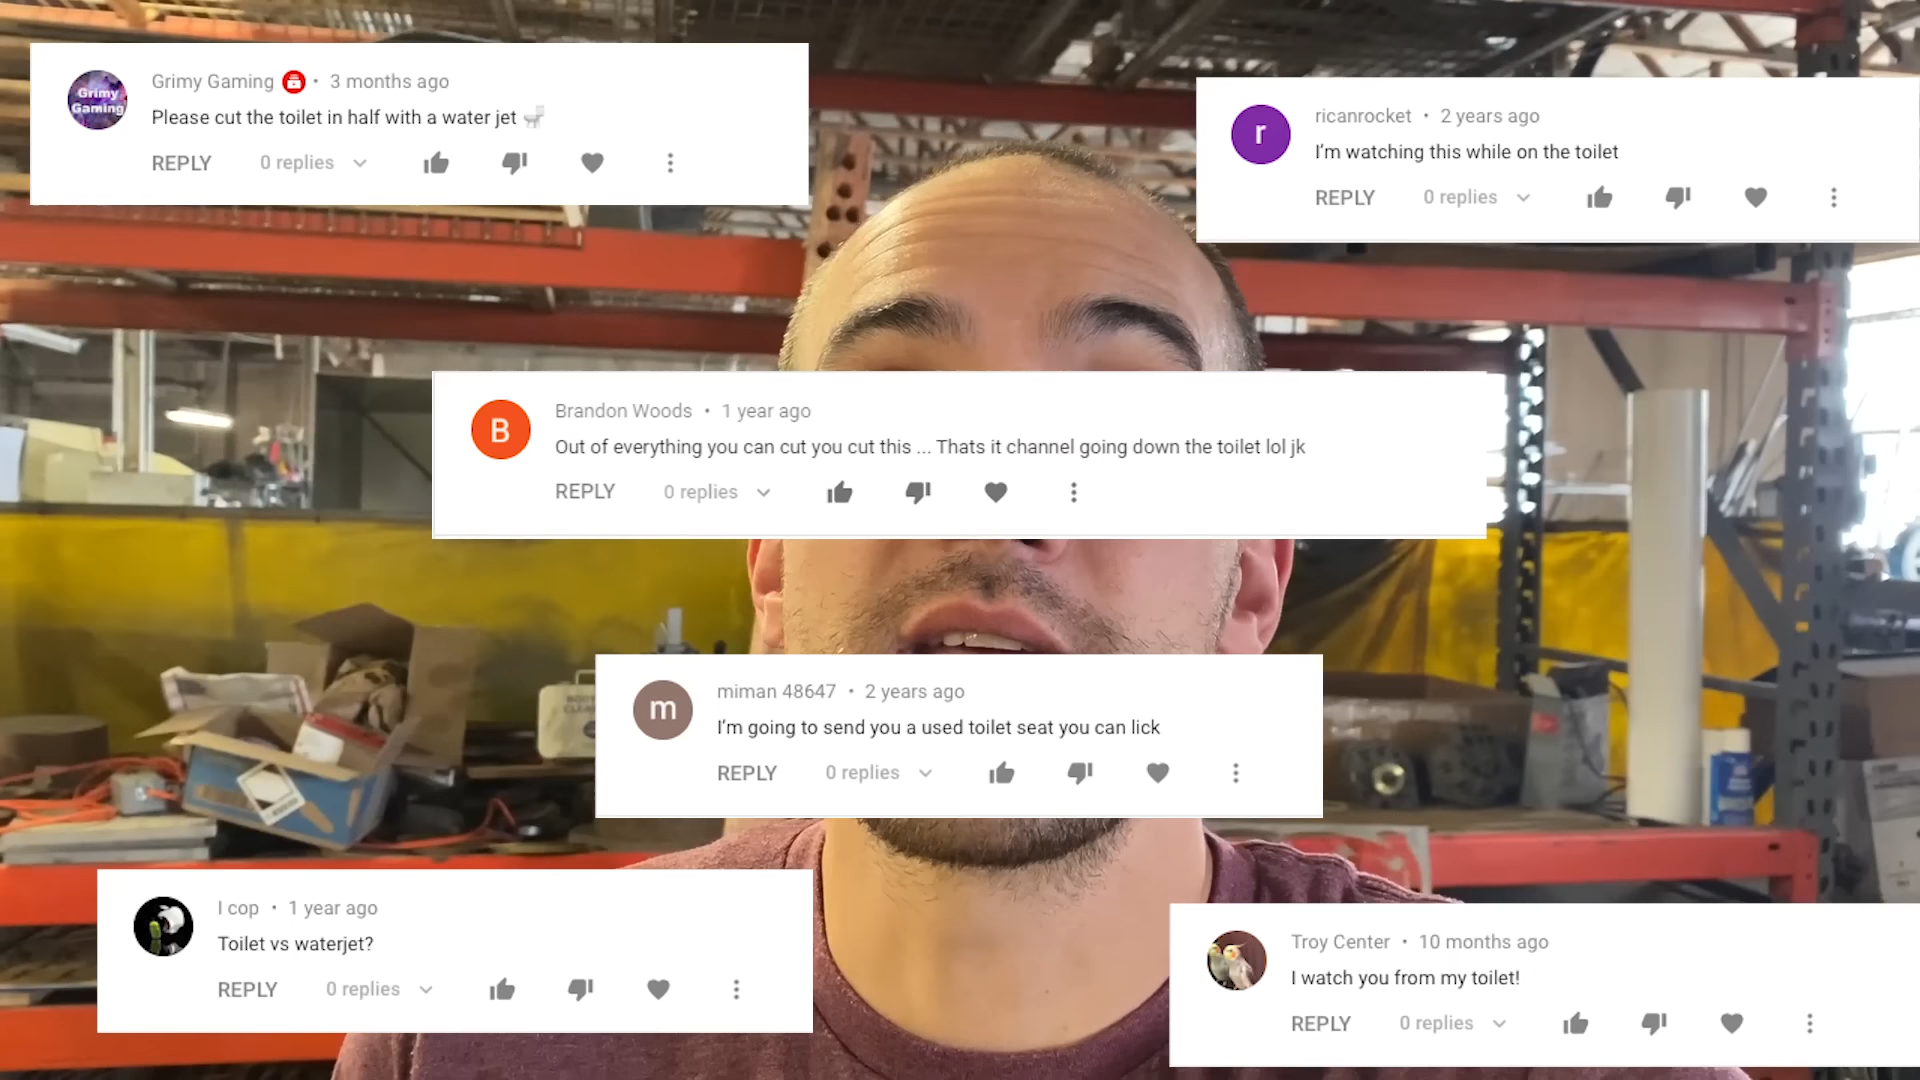 Grimy Gaming
Grimy Gaming • 3 months ago
Please cut the toilet in half with a water jet 🚽
REPLY 0 replies
r
ricanrocket • 2 years ago
I'm watching this while on the toilet
REPLY 0 replies
B
Brandon Woods • 1 year ago
Out of everything you can cut you cut this ... Thats it channel going down the toilet lol jk
REPLY 0 replies
m
miman 48647 • 2 years ago
I'm going to send you a used toilet seat you can lick
REPLY 0 replies
I cop • 1 year ago
Toilet vs waterjet?
REPLY 0 replies
Troy Center • 10 months ago
I watch you from my toilet!
REPLY 0 replies